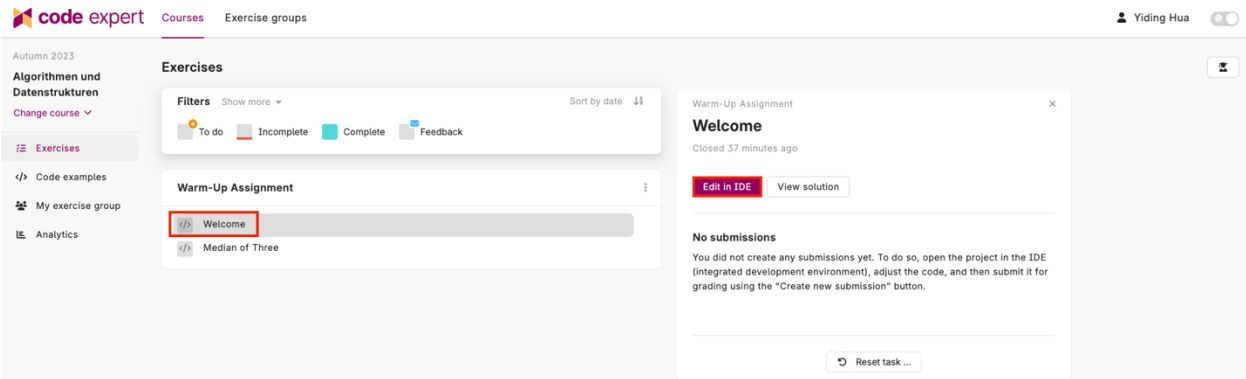 code expert
Courses
Exercise groups
Yiding Hua
Autumn 2023
Algorithmen und
Datenstrukturen
Change course
Exercises
Code examples
My exercise group
Analytics
Exercises
Filters Show more
Sort by date
To do
Incomplete
Complete
Feedback
Warm-Up Assignment
</> Welcome
</> Median of Three
Warm-Up Assignment
Welcome
Closed 37 minutes ago
Edit in IDE
View solution
No submissions
You did not create any submissions yet. To do so, open the project in the IDE
(integrated development environment), adjust the code, and then submit it for
grading using the “Create new submission” button.
Reset task ...